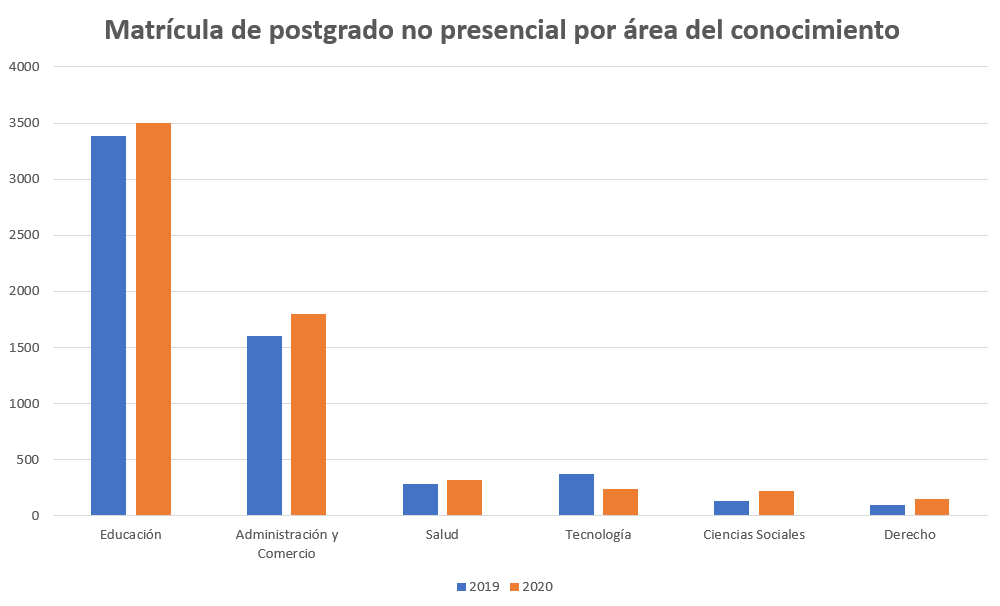 Matrícula de postgrado no presencial por área del conocimiento
4000
3500
3000
2500
2000
1500
1000
500
0
Educación
Administración y
Comercio
Salud
Tecnología
Ciencias Sociales
Derecho
2019 2020